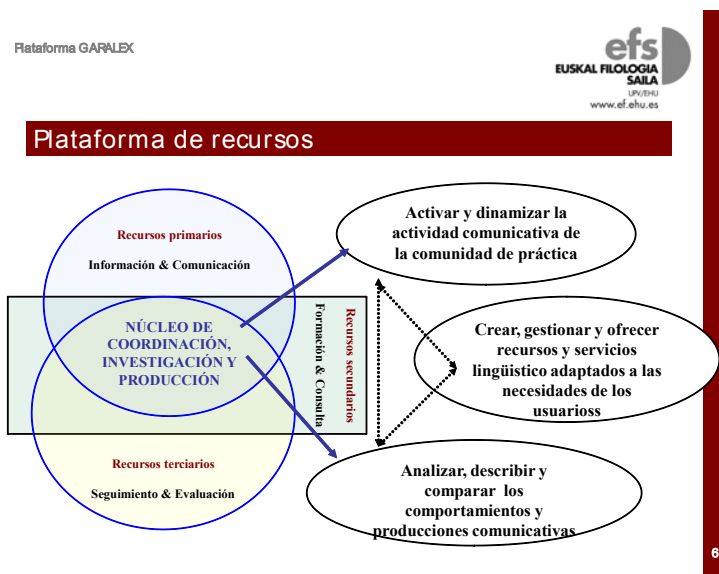 Plataforma GARALEX
efs
EUSKAL FILOLOGIA
SAILA
UPV/EHU
www.ef.ehu.es
Plataforma de recursos
Recursos primarios
Información & Comunicación
NÚCLEO DE
COORDINACIÓN,
INVESTIGACIÓN Y
PRODUCCIÓN
Recursos secundarios
Formación & Consulta
Recursos terciarios
Seguimiento & Evaluación
Activar y dinamizar la
actividad comunicativa de
la comunidad de práctica
Crear, gestionar y ofrecer
recursos y servicios
lingüistico adaptados a las
necesidades de los
usuarioss
Analizar, describir y
comparar los
comportamientos y
producciones comunicativas
6